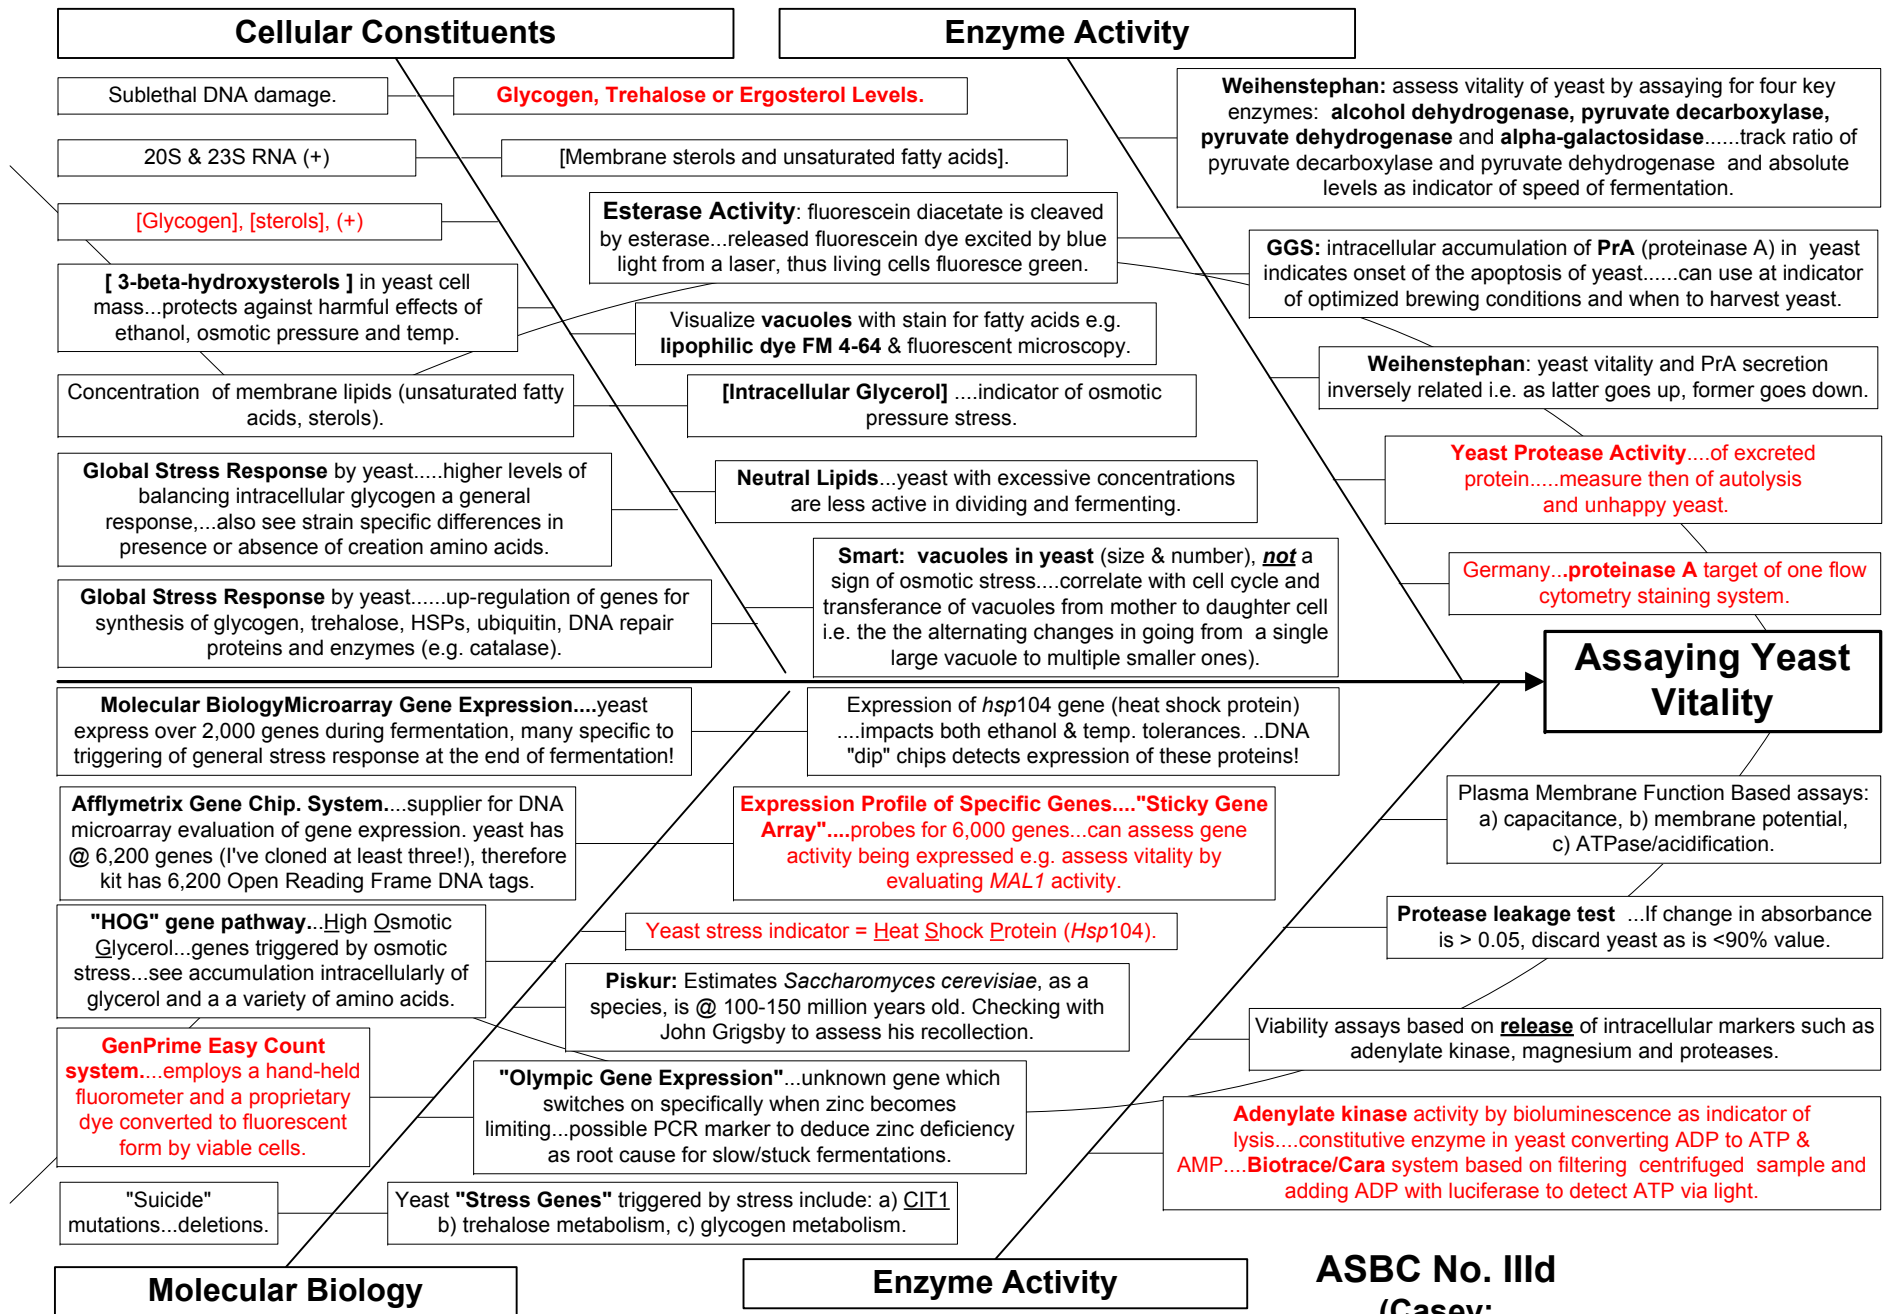 Cellular Constituents
Enzyme Activity
Sublethal DNA damage.
Glycogen, Trehalose or Ergosterol Levels.
20S & 23S RNA (+)
[Membrane sterols and unsaturated fatty acids].
[Glycogen], [sterols], (+)
[ 3-beta-hydroxysterols ] in yeast cell
mass...protects against harmful effects of
ethanol, osmotic pressure and temp.
Concentration  of membrane lipids (unsaturated fatty
acids, sterols).
Global Stress Response by yeast.....higher levels of
balancing intracellular glycogen a general
response,...also see strain specific differences in
presence or absence of creation amino acids.
Global Stress Response by yeast......up-regulation of genes for
synthesis of glycogen, trehalose, HSPs, ubiquitin, DNA repair
proteins and enzymes (e.g. catalase).
Esterase Activity: fluorescein diacetate is cleaved
by esterase...released fluorescein dye excited by blue
light from a laser, thus living cells fluoresce green.
Visualize vacuoles with stain for fatty acids e.g.
lipophilic dye FM 4-64 & fluorescent microscopy.
[Intracellular Glycerol] ....indicator of osmotic
pressure stress.
Neutral Lipids...yeast with excessive concentrations
are less active in dividing and fermenting.
Smart:  vacuoles in yeast (size & number), not a
sign of osmotic stress....correlate with cell cycle and
transferance of vacuoles from mother to daughter cell
i.e. the the alternating changes in going from  a single
large vacuole to multiple smaller ones).
Weihenstephan: assess vitality of yeast by assaying for four key
enzymes:  alcohol dehydrogenase, pyruvate decarboxylase,
pyruvate dehydrogenase and alpha-galactosidase......track ratio of
pyruvate decarboxylase and pyruvate dehydrogenase  and absolute
levels as indicator of speed of fermentation.
GGS: intracellular accumulation of PrA (proteinase A) in  yeast
indicates onset of the apoptosis of yeast.....can use at indicator
of optimized brewing conditions and when to harvest yeast.
Weihenstephan: yeast vitality and PrA secretion
inversely related i.e. as latter goes up, former goes down.
Yeast Protease Activity....of excreted
protein.....measure then of autolysis
and unhappy yeast.
Germany...proteinase A target of one flow
cytometry staining system.
Assaying Yeast
Vitality
Molecular BiologyMicroarray Gene Expression....yeast
express over 2,000 genes during fermentation, many specific to
triggering of general stress response at the end of fermentation!
Expression of hsp104 gene (heat shock protein)
....impacts both ethanol & temp. tolerances. ..DNA
"dip" chips detects expression of these proteins!
Afflymetrix Gene Chip. System....supplier for DNA
microarray evaluation of gene expression. yeast has
@ 6,200 genes (I've cloned at least three!), therefore
kit has 6,200 Open Reading Frame DNA tags.
Expression Profile of Specific Genes...."Sticky Gene
Array"....probes for 6,000 genes...can assess gene
activity being expressed e.g. assess vitality by
evaluating MAL1 activity.
"HOG" gene pathway...High Osmotic
Glycerol...genes triggered by osmotic
stress...see accumulation intracellularly of
glycerol and a a variety of amino acids.
Yeast stress indicator = Heat Shock Protein (Hsp104).
Piskur: Estimates Saccharomyces cerevisiae, as a
species, is @ 100-150 million years old. Checking with
John Grigsby to assess his recollection.
GenPrime Easy Count
system....employs a hand-held
fluorometer and a proprietary
dye converted to fluorescent
form by viable cells.
"Olympic Gene Expression"...unknown gene which
switches on specifically when zinc becomes
limiting...possible PCR marker to deduce zinc deficiency
as root cause for slow/stuck fermentations.
"Suicide"
mutations...deletions.
Yeast "Stress Genes" triggered by stress include: a) CIT1
b) trehalose metabolism, c) glycogen metabolism.
Plasma Membrane Function Based assays:
a) capacitance, b) membrane potential,
c) ATPase/acidification.
Protease leakage test  ...If change in absorbance
is > 0.05, discard yeast as is <90% value.
Viability assays based on release of intracellular markers such as
adenylate kinase, magnesium and proteases.
Adenylate kinase activity by bioluminescence as indicator of
lysis....constitutive enzyme in yeast converting ADP to ATP &
AMP....Biotrace/Cara system based on filtering  centrifuged  sample and
adding ADP with luciferase to detect ATP via light.
Molecular Biology
Enzyme Activity
ASBC No. IIId
(Casey: